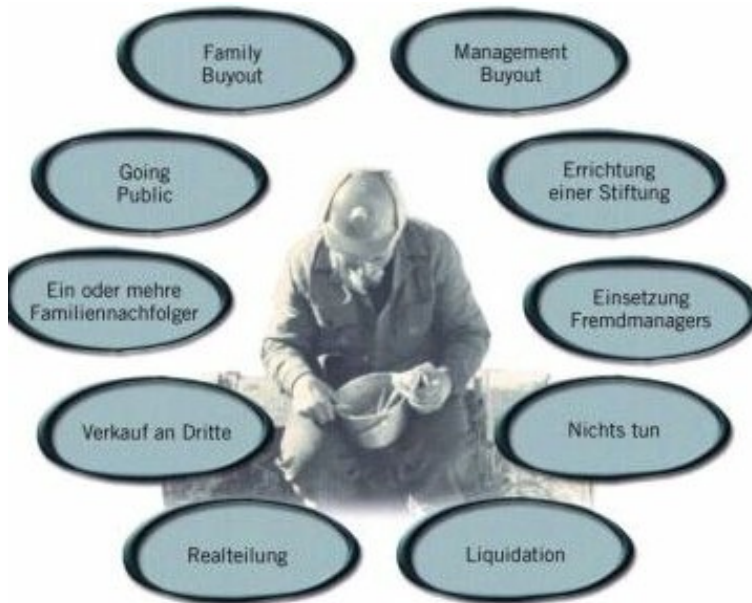 Family
Buyout
Management
Buyout
Going
Public
Errichtung
einer Stiftung
Ein oder mehre
Familiennachfolger
Einsetzung
Fremdmanagers
Verkauf an Dritte
Nichts tun
Realteilung
Liquidation